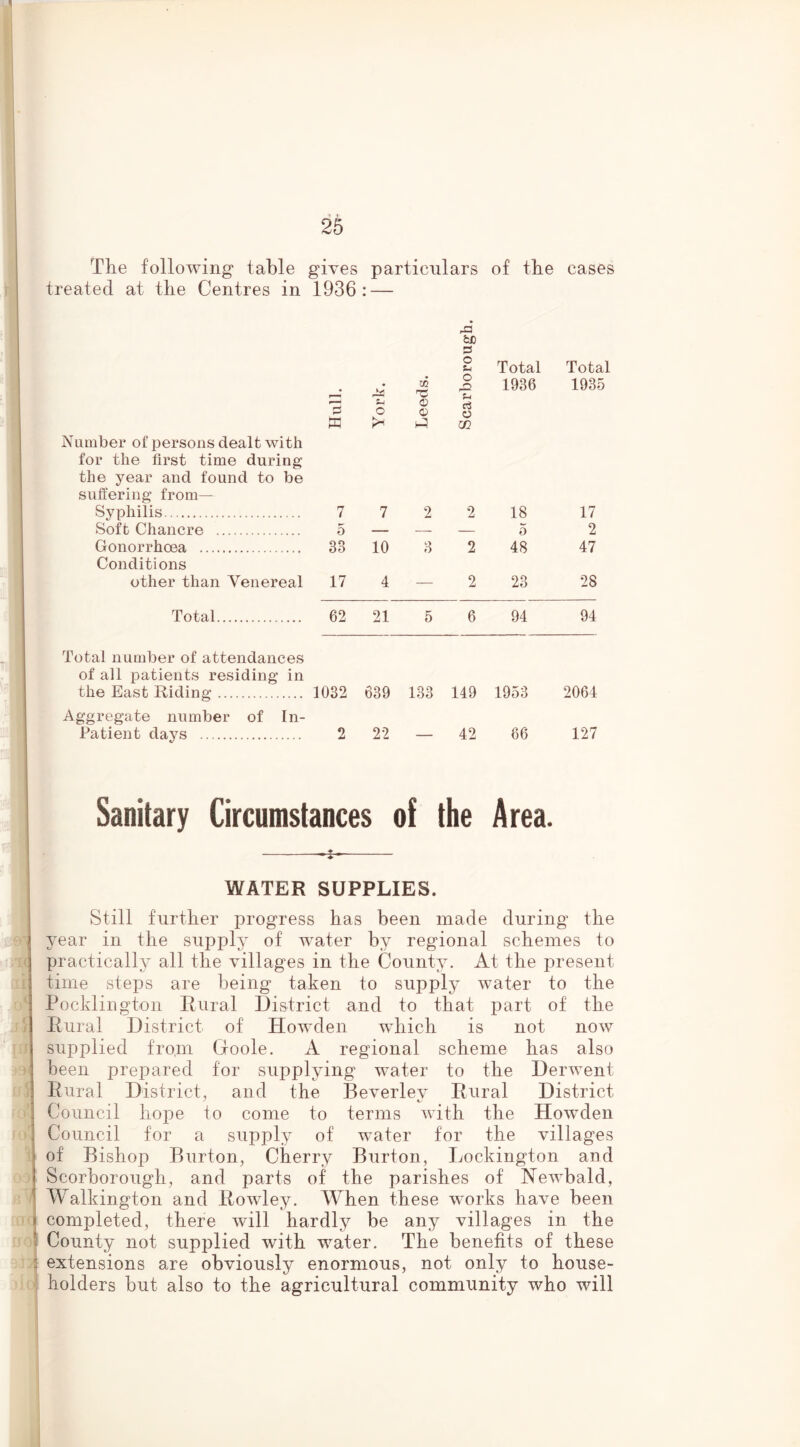 25
The following table gives particulars of the cases
treated at the Centres in 1936 : —
Hull. York. Leeds. Scarborough. Total 1936 Total 1935
Number of persons dealt with
for the first time during
the year and found to be
suffering from—
Syphilis..................... 7 7 2 2 18 17
Soft Chancre ............... 5 — — — 5 2
Gonorrhœa .................. 33 10 3 2 48 47
Conditions
other than Venereal 17 4 — 2 23 28
Total............... 62 21 5 6 94 94
Total number of attendances
of all patients residing in
the East Riding ............... 1032 639 133 149 1953 2064
Aggregate number of In-
Patient days .................. 2 22 — 42 66 127
Sanitary Circumstances of the Area.
WATER SUPPLIES.
Still further progress has been made during the
year in the supply of water by regional schemes to
practically all the villages in the County. At the present
time steps are being taken to supply water to the
Pocklington Rural District and to that part of the
Rural District of Howden which is not now
supplied from Goole. A regional scheme has also
been prepared for supplying water to the Derwent
Rural District, and the Beverley Rural District
Council hope to come to terms with the Howden
Council for a supply of water for the villages
of Bishop Burton, Cherry Burton, Lockington and
Scorborough, and parts of the parishes of Newbald,
Walkington and Rowley. When these works have been
completed, there will hardly be any villages in the
County not supplied with water. The benefits of these
extensions are obviously enormous, not only to house-
holders but also to the agricultural community who will